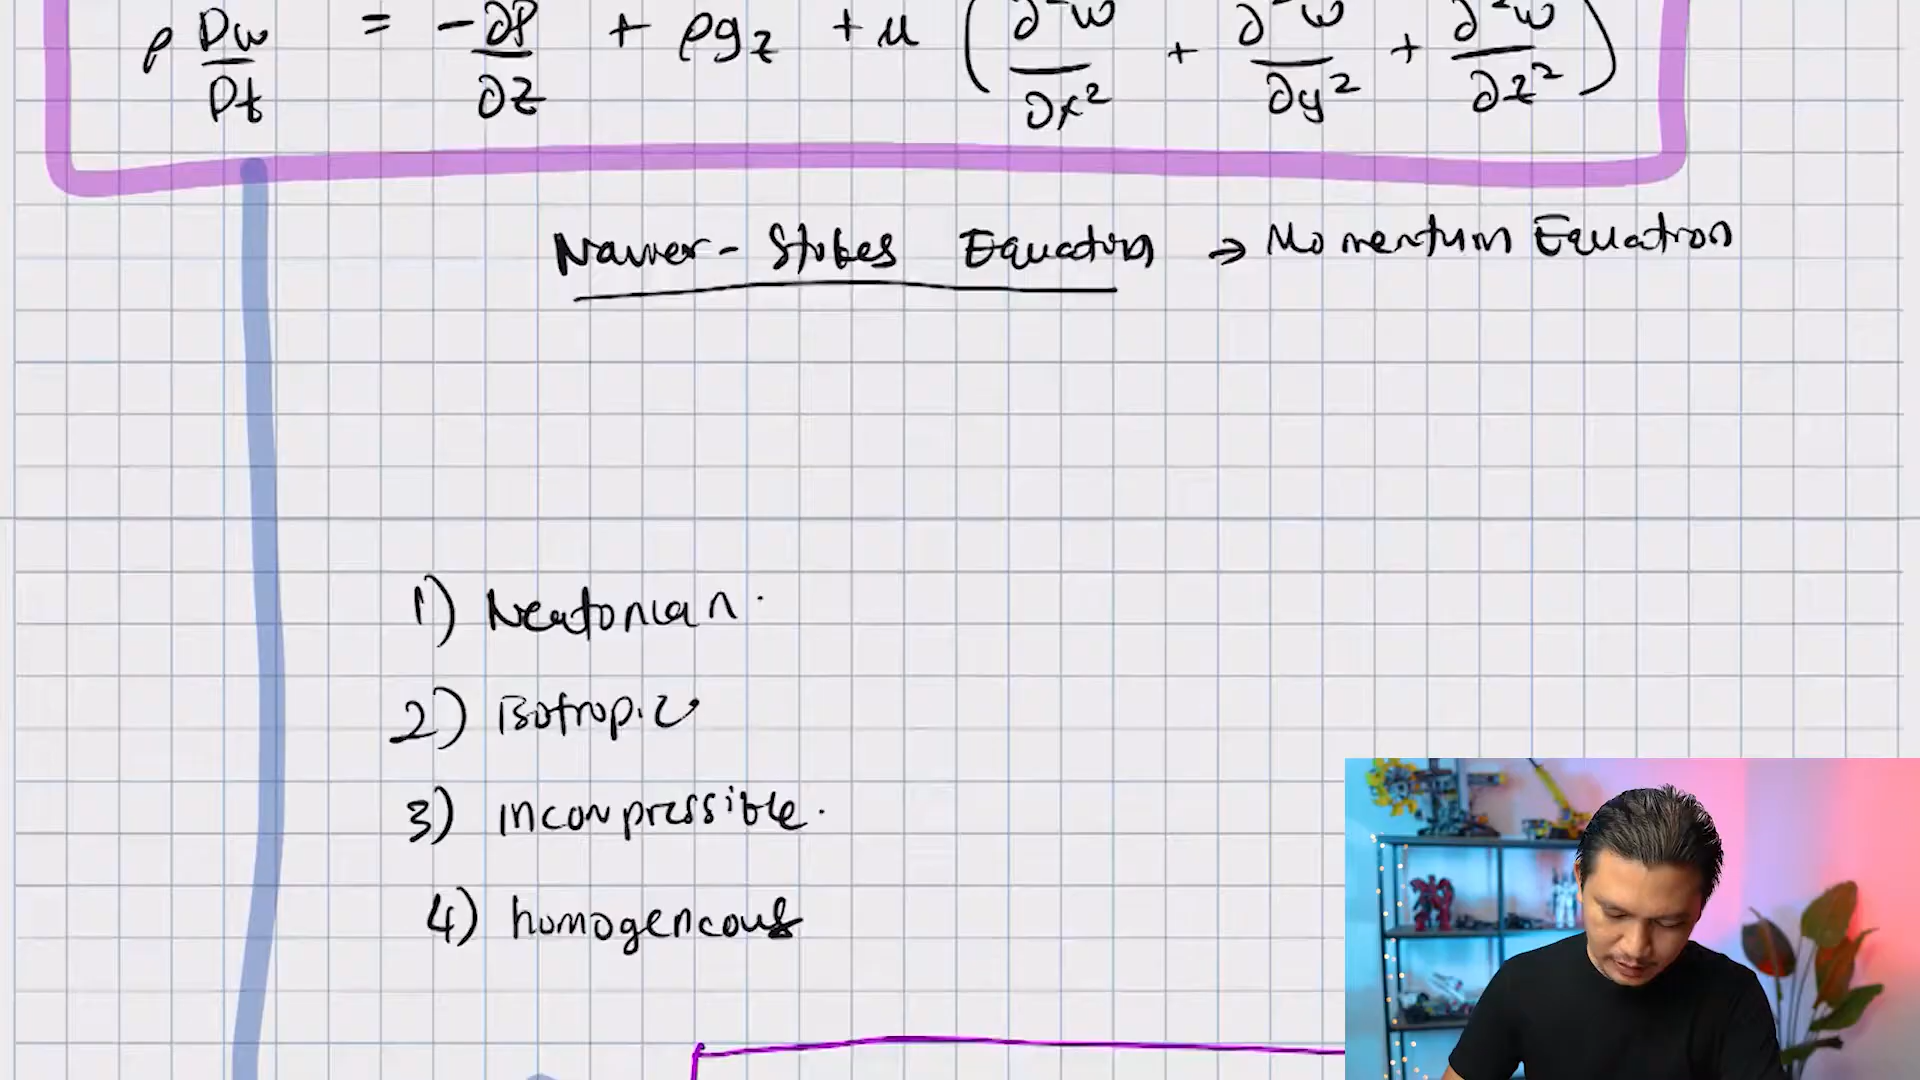 ρ Dw/Dt = -∂P/∂z + ρg_z + μ (∂²w/∂x² + ∂²w/∂y² + ∂²w/∂z²)
Navier - Stokes Equations → Momentum Equation
1) Newtonian.
2) Isotropic
3) incompressible.
4) homogeneous